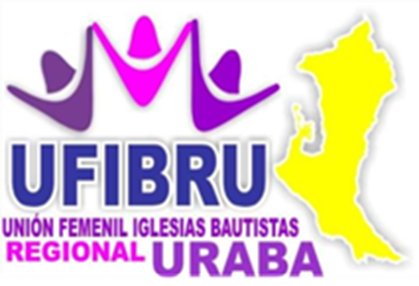 UFIBRU
UNIÓN FEMENIL IGLESIAS BAUTISTAS
REGIONAL URABA